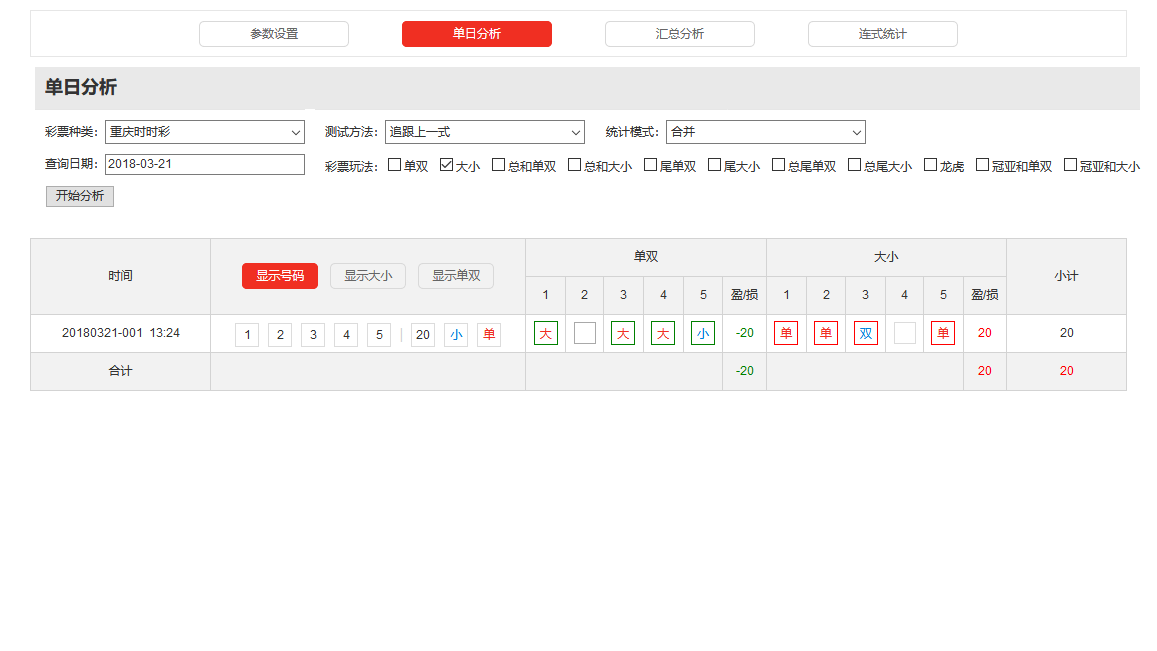 参数设置 单日分析 汇总分析 连式统计
单日分析
彩票种类: 重庆时时彩 测试方法: 追跟上一式 统计模式: 合并
查询日期: 2018-03-21 彩票玩法: 单双 大小 总和单双 总和大小 尾单双 尾大小 总尾单双 总尾大小 龙虎 冠亚和单双 冠亚和大小
开始分析
时间 显示号码 显示大小 显示单双 单双 大小 小计
1 2 3 4 5 盈/损 1 2 3 4 5 盈/损
20180321-001 13:24 1 2 3 4 5 | 20 小 单 大 大 大 小 -20 单 单 双 单 20 20
合计 -20 20 20